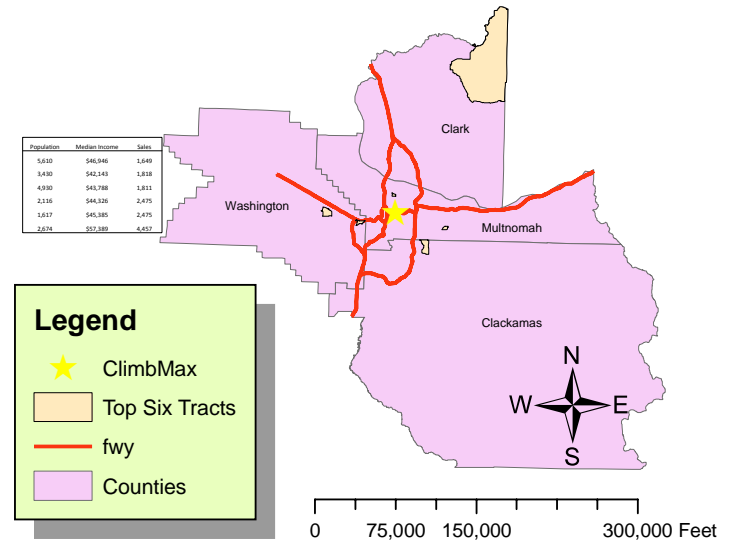 Clark
Population Median Income Sales
5,610 $46,946 1,649
3,430 $42,143 1,818
4,930 $43,788 1,811
2,116 $44,326 2,475
1,617 $45,385 2,475
2,674 $57,389 4,457
Washington
Multnomah
Clackamas
Legend
ClimbMax
Top Six Tracts
fwy
Counties
N
W E
S
0 75,000 150,000 300,000 Feet